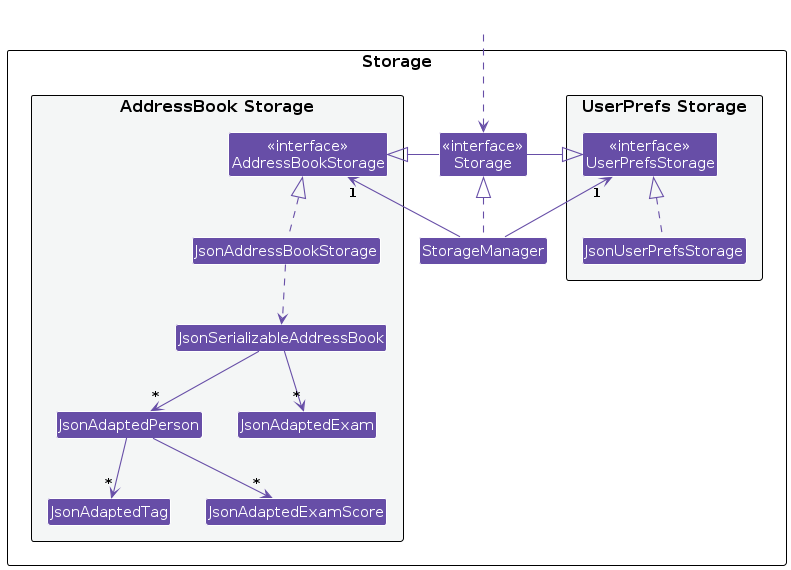 Storage
AddressBook Storage
UserPrefs Storage
«interface»
AddressBookStorage
«interface»
Storage
«interface»
UserPrefsStorage
1
1
JsonAddressBookStorage
StorageManager
JsonUserPrefsStorage
JsonSerializableAddressBook
*
*
JsonAdaptedPerson
JsonAdaptedExam
*
*
JsonAdaptedTag
JsonAdaptedExamScore